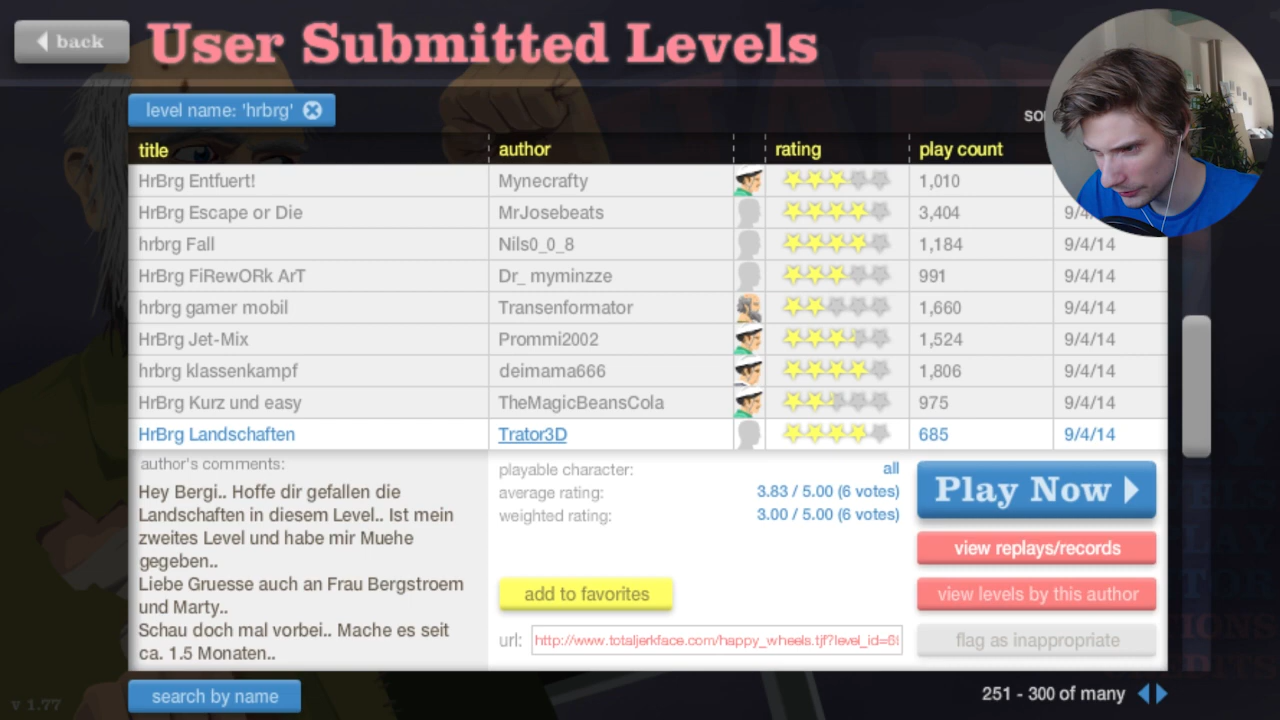 back
User Submitted Levels
level name: 'hrbrg'
title author rating play count
HrBrg Entfuert! Mynecrafty 1,010
HrBrg Escape or Die MrJosebeats 3,404 9/4/
hrbrg Fall Nils0_0_8 1,184 9/4/14
HrBrg FiRewORk ArT Dr_ myminzze 991 9/4/14
hrbrg gamer mobil Transenformator 1,660 9/4/14
HrBrg Jet-Mix Prommi2002 1,524 9/4/14
hrbrg klassenkampf deimama666 1,806 9/4/14
HrBrg Kurz und easy TheMagicBeansCola 975 9/4/14
HrBrg Landschaften Trator3D 685 9/4/14
author's comments:
Hey Bergi.. Hoffe dir gefallen die
Landschaften in diesem Level.. Ist mein
zweites Level und habe mir Muehe
gegeben..
Liebe Gruesse auch an Frau Bergstroem
und Marty..
Schau doch mal vorbei.. Mache es seit
ca. 1.5 Monaten..
playable character: all
average rating: 3.83 / 5.00 (6 votes)
weighted rating: 3.00 / 5.00 (6 votes)
add to favorites
url: http://www.totaljerkface.com/happy_wheels.tjf?level_id=6
Play Now
view replays/records
view levels by this author
flag as inappropriate
search by name
251 - 300 of many
v 1.77